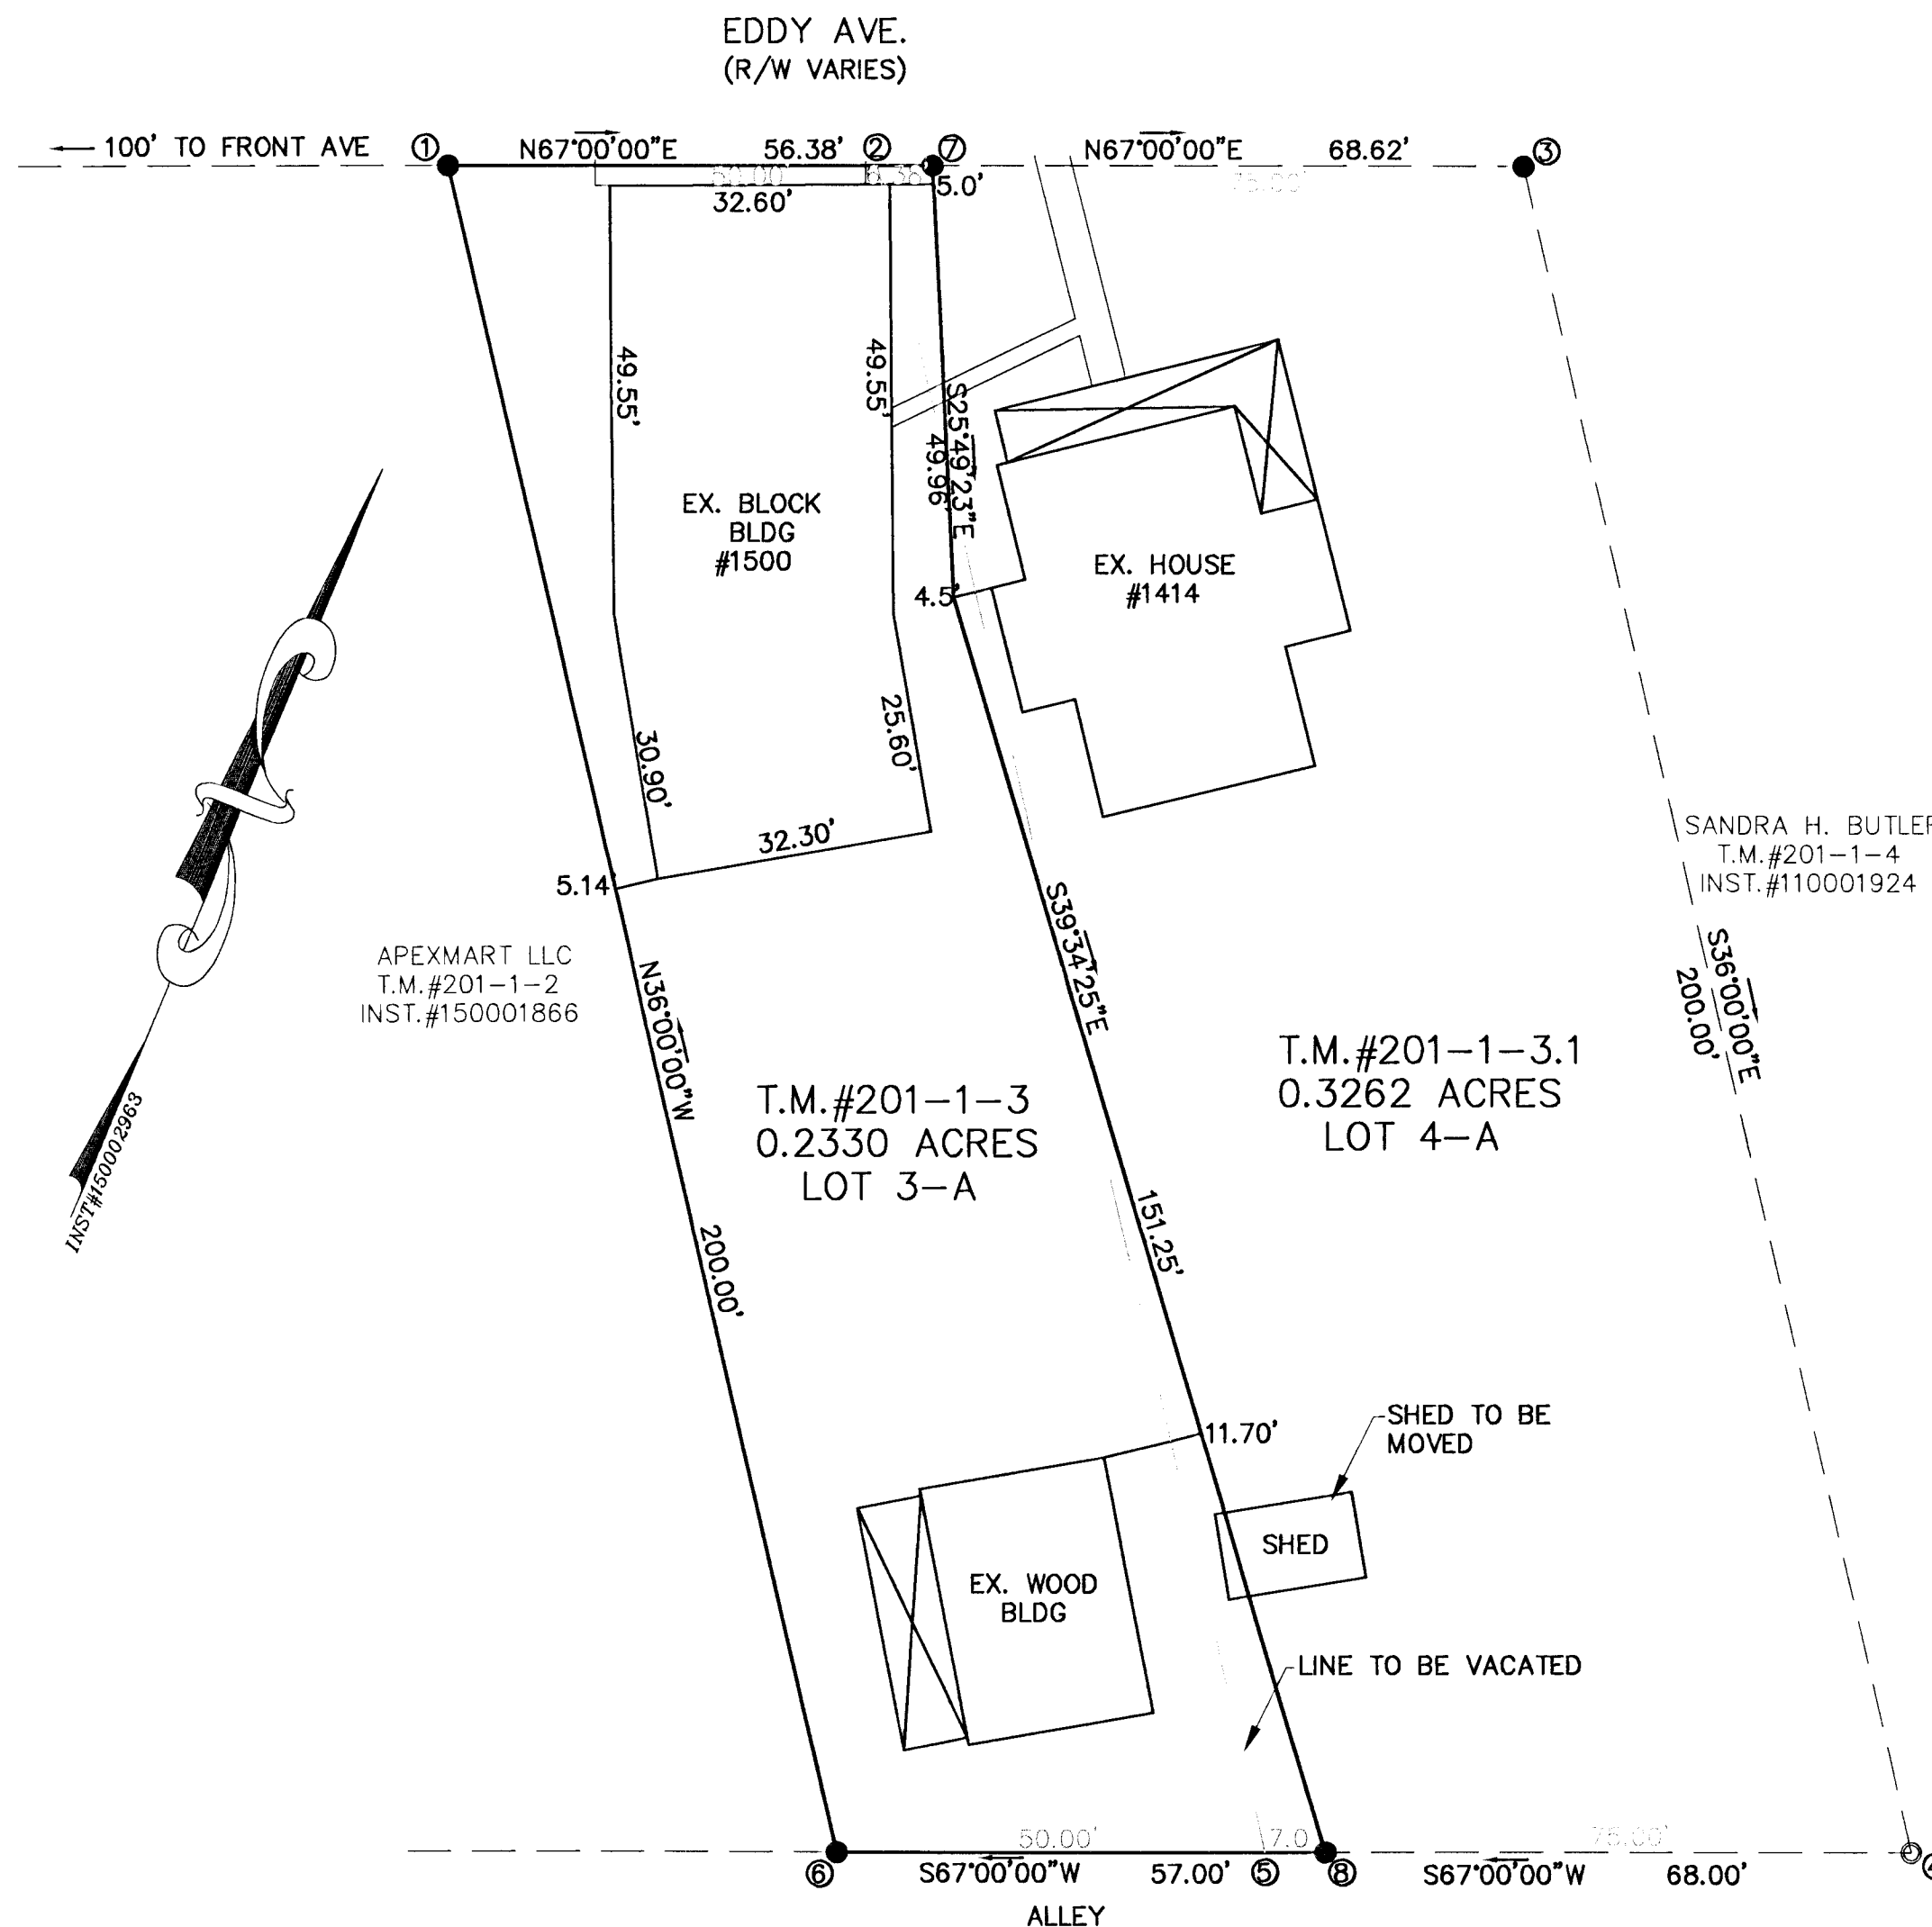 EDDY AVE.
(R/W VARIES)
100' TO FRONT AVE
①
N67°00'00"E
56.38'
②
⑦
N67°00'00"E
68.62'
③
50.00'
6.38'
5.0'
75.00'
32.60'
49.55'
49.55'
S25°49'23"E
49.96'
EX. BLOCK
BLDG
#1500
EX. HOUSE
#1414
4.5'
25.60'
30.90'
32.30'
5.14'
SANDRA H. BUTLER
T.M.#201-1-4
INST.#110001924
S39°34'25"E
APEXMART LLC
T.M.#201-1-2
INST.#150001866
N36°00'00"W
S36°00'00"E
200.00'
T.M.#201-1-3
0.2330 ACRES
LOT 3-A
T.M.#201-1-3.1
0.3262 ACRES
LOT 4-A
INST#150002963
151.25'
200.00'
11.70'
SHED TO BE
MOVED
SHED
EX. WOOD
BLDG
LINE TO BE VACATED
50.00'
7.0
75.00'
⑥
S67°00'00"W
57.00'
⑤
⑧
S67°00'00"W
68.00'
④
ALLEY